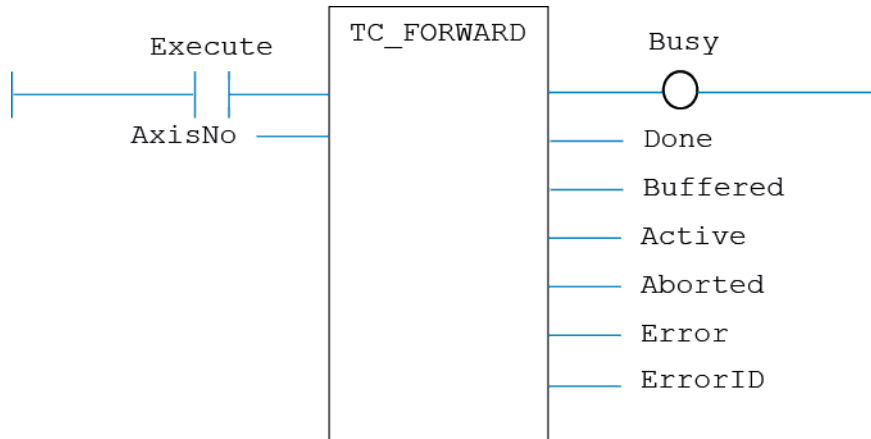 TC_FORWARD
Execute
Busy
AxisNo
Done
Buffered
Active
Aborted
Error
ErrorID